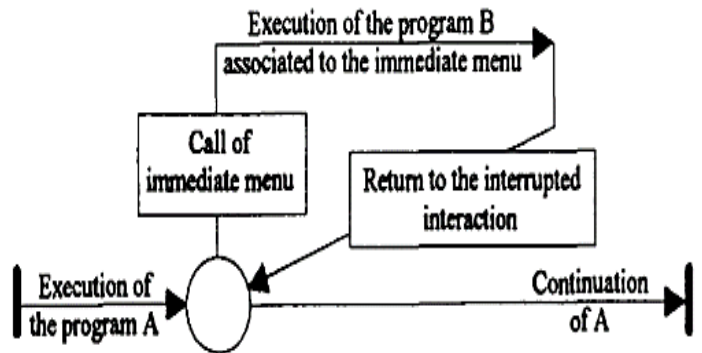 Execution of the program B
associated to the immediate menu
Call of
immediate menu
Return to the interrupted
interaction
Execution of
the program A
Continuation
of A